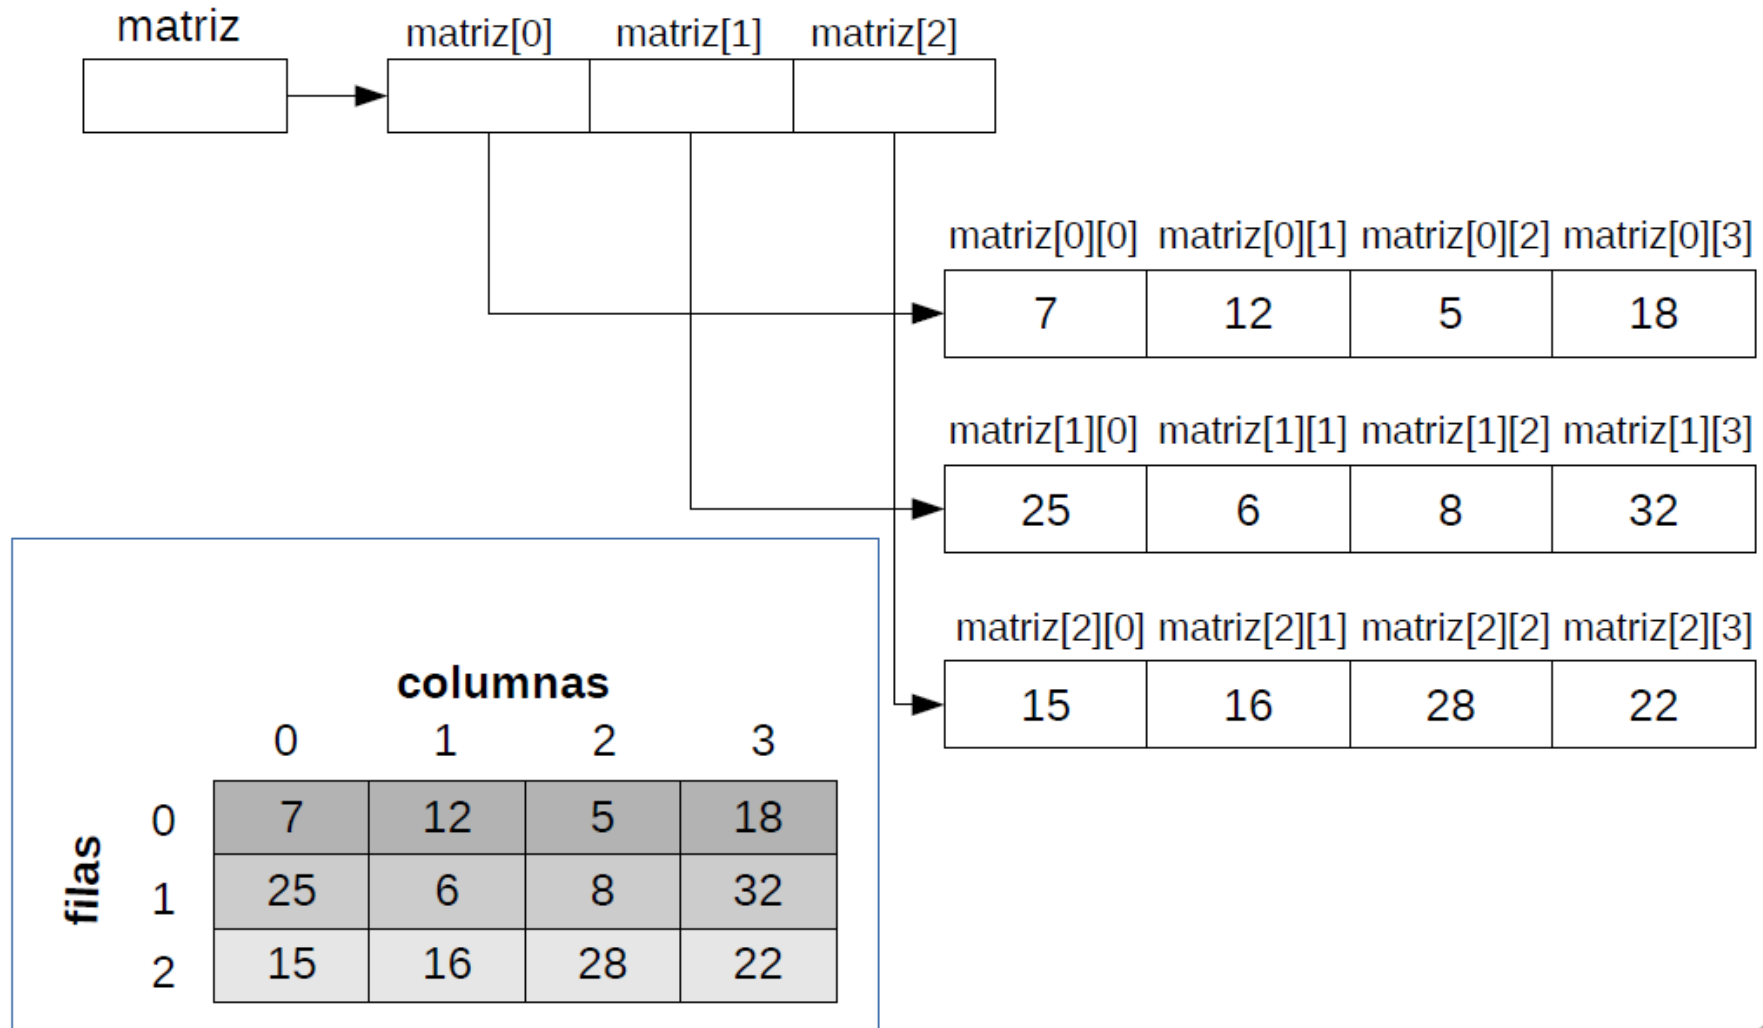 matriz
matriz[0] matriz[1] matriz[2]
matriz[0][0] matriz[0][1] matriz[0][2] matriz[0][3]
7 12 5 18
matriz[1][0] matriz[1][1] matriz[1][2] matriz[1][3]
25 6 8 32
matriz[2][0] matriz[2][1] matriz[2][2] matriz[2][3]
15 16 28 22
columnas
0 1 2 3
filas
0 7 12 5 18
1 25 6 8 32
2 15 16 28 22